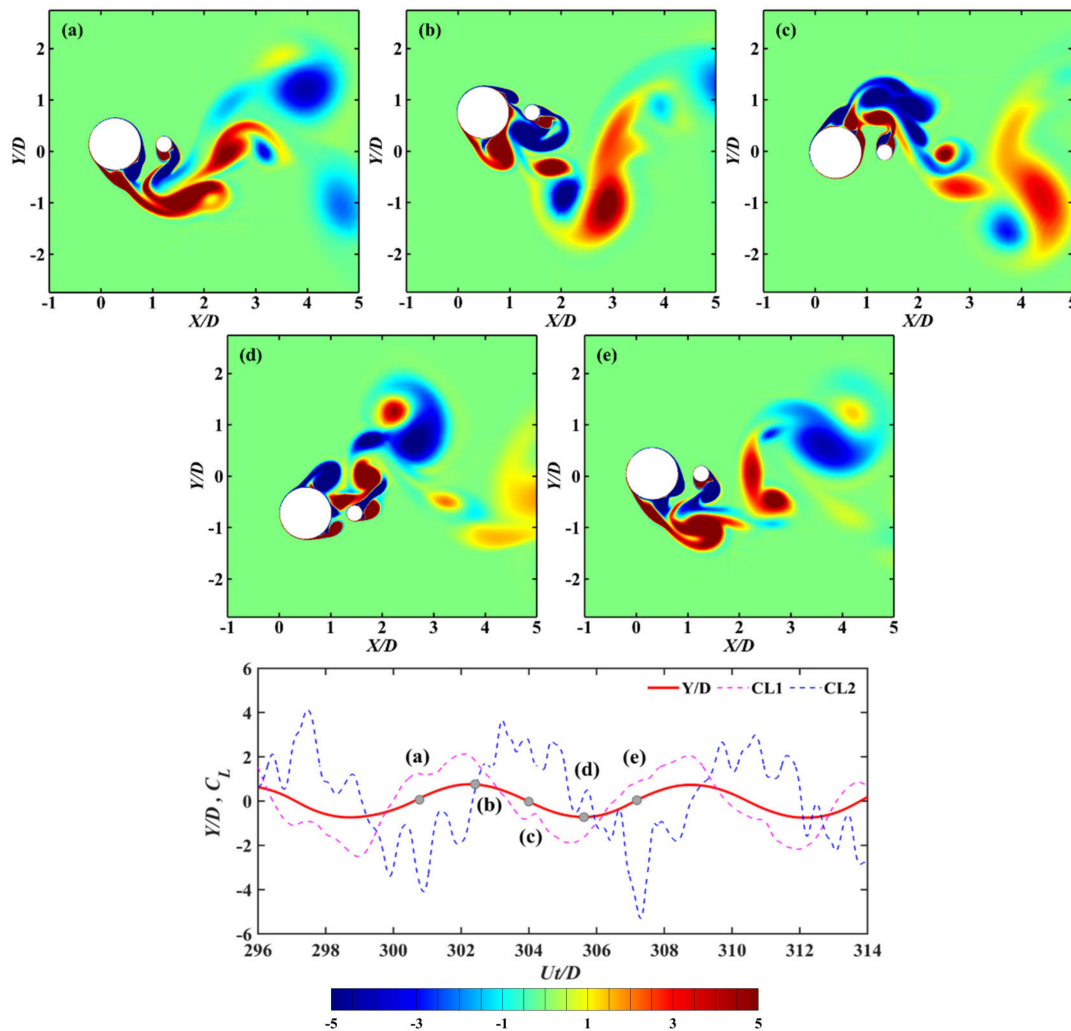 (a) (b) (c)
2 2 2
1 1 1
Y/D 0 Y/D 0 Y/D 0
-1 -1 -1
-2 -2 -2
-1 0 1 2 3 4 5 -1 0 1 2 3 4 5 -1 0 1 2 3 4 5
X/D X/D X/D
(d) (e)
2 2
1 1
Y/D 0 Y/D 0
-1 -1
-2 -2
-1 0 1 2 3 4 5 -1 0 1 2 3 4 5
X/D X/D
6
Y/D CL1 CL2
4
2 (a) (d) (e)
Y/D , C_L 0
(b)
-2 (c)
-4
-6
296 298 300 302 304 306 308 310 312 314
Ut/D
-5 -3 -1 1 3 5